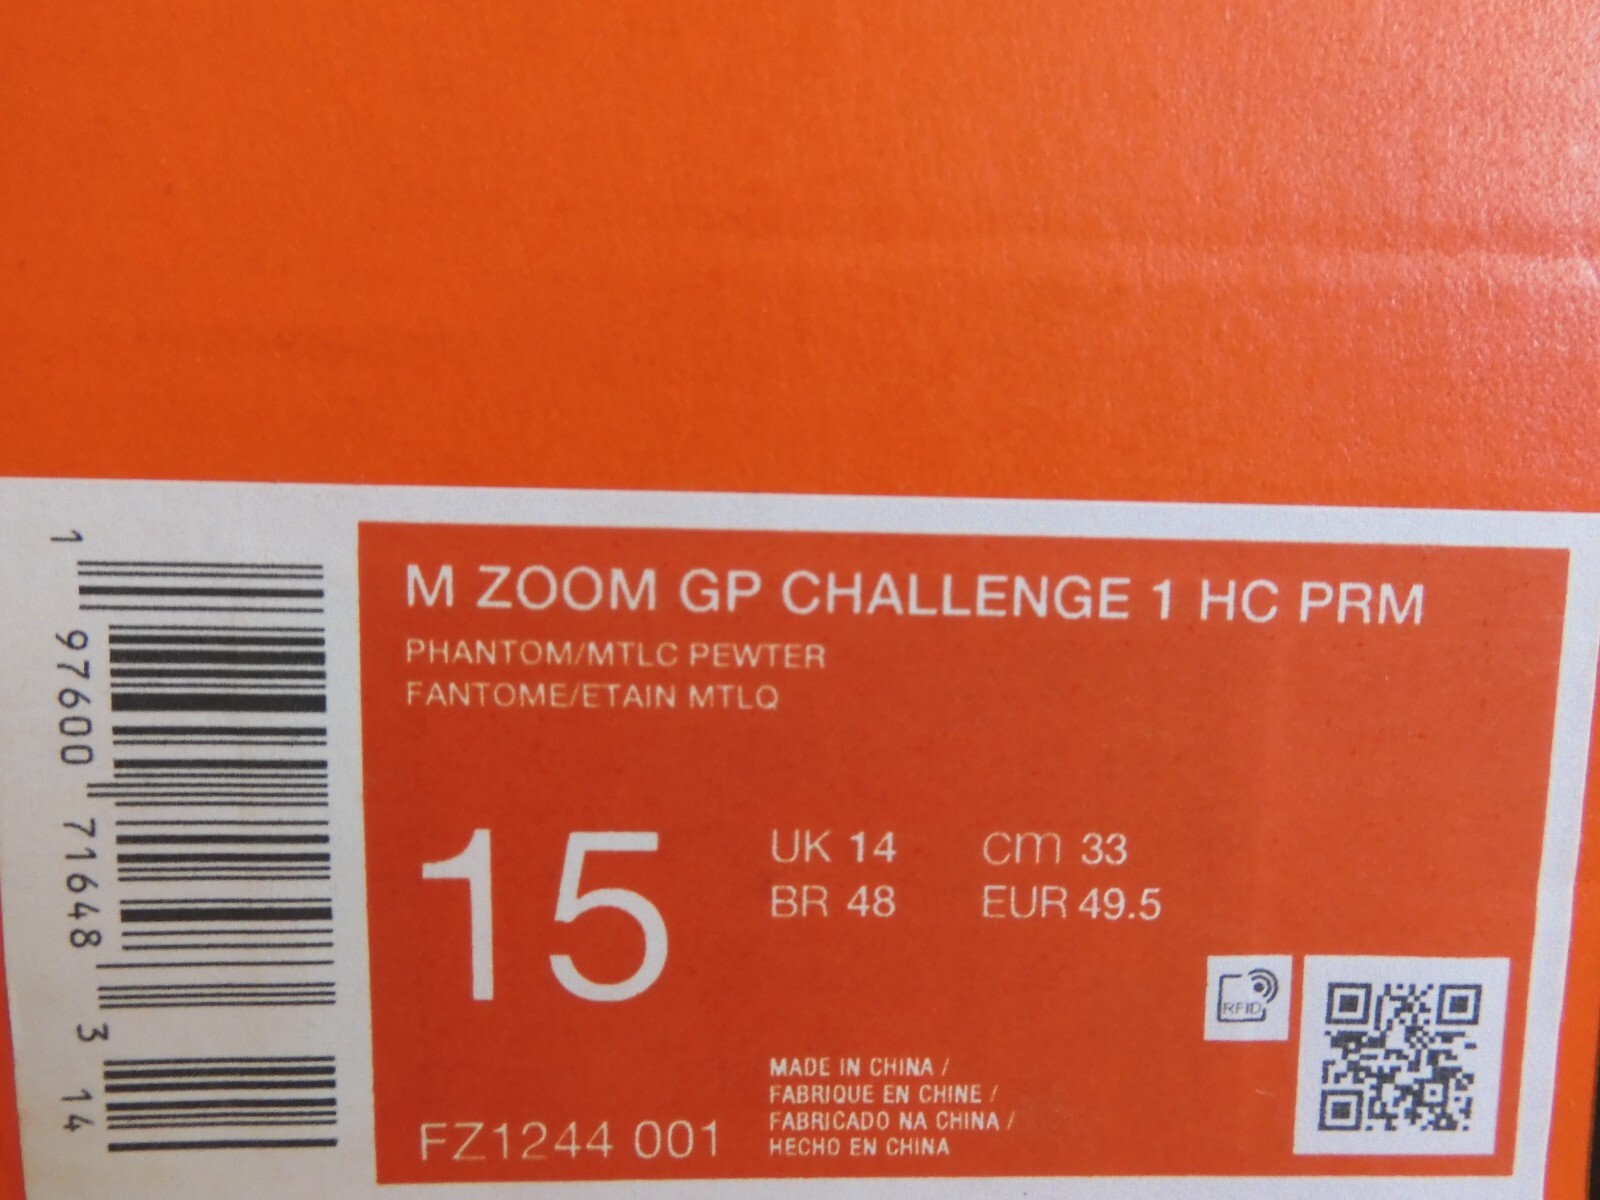 M ZOOM GP CHALLENGE 1 HC PRM
PHANTOM/MTLC PEWTER
FANTOME/ETAIN MTLQ
15
UK 14
cm 33
BR 48
EUR 49.5
RFID
MADE IN CHINA /
FABRIQUE EN CHINE /
FABRICADO NA CHINA /
HECHO EN CHINA
FZ1244 001
1 97600 71648 3 14